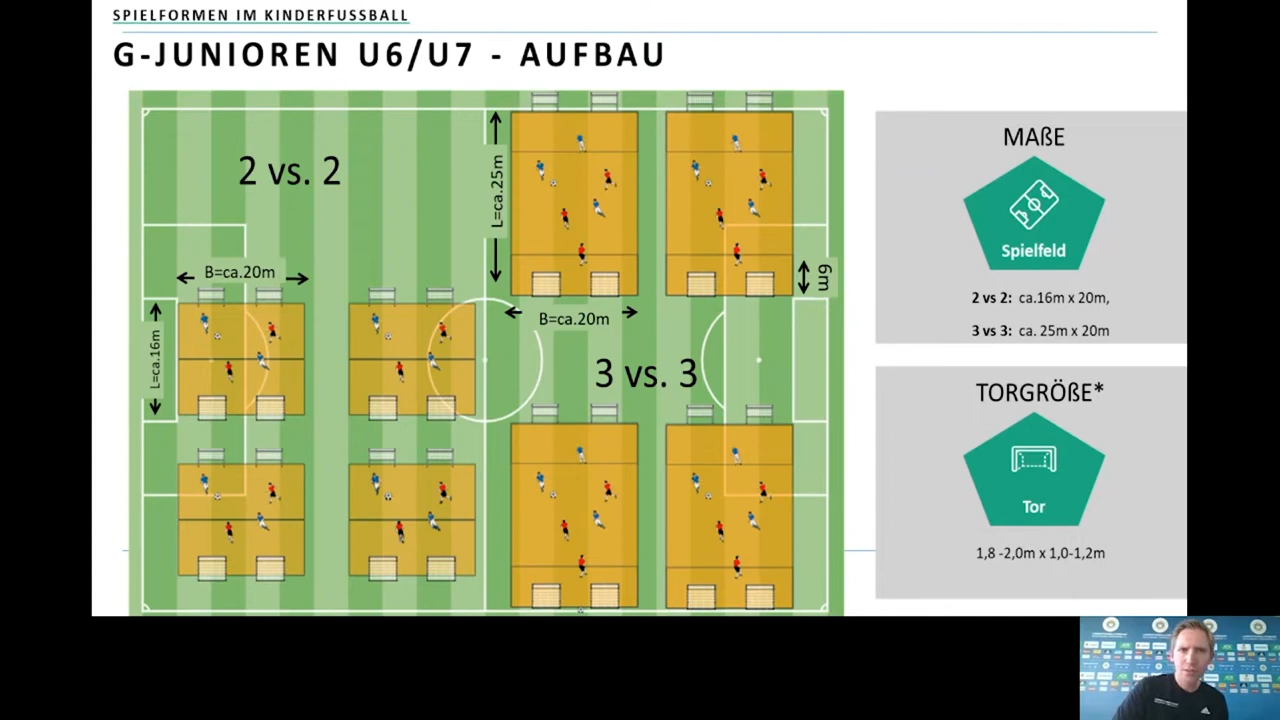 SPIELFORMEN IM KINDERFUSSBALL
G-JUNIOREN U6/U7 - AUFBAU
2 vs. 2
L=ca.25m
6m
B=ca.20m
B=ca.20m
L=ca.16m
3 vs. 3
MAßE
Spielfeld
2 vs 2: ca.16m x 20m,
3 vs 3: ca. 25m x 20m
TORGRÖßE*
Tor
1,8 -2,0m x 1,0-1,2m